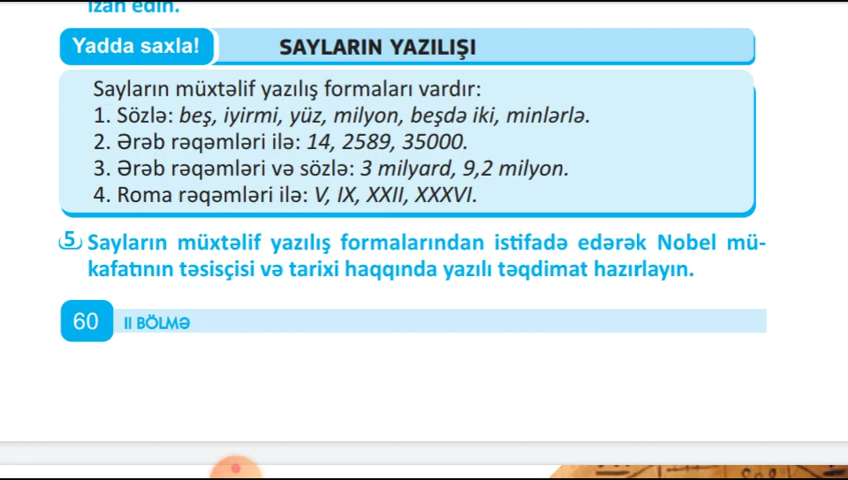 izah edin.
Yadda saxla!
SAYLARIN YAZILIŞI
Sayların müxtəlif yazılış formaları vardır:
1. Sözlə: beş, iyirmi, yüz, milyon, beşdə iki, minlərlə.
2. Ərəb rəqəmləri ilə: 14, 2589, 35000.
3. Ərəb rəqəmləri və sözlə: 3 milyard, 9,2 milyon.
4. Roma rəqəmləri ilə: V, IX, XXII, XXXVI.
5 Sayların müxtəlif yazılış formalarından istifadə edərək Nobel mü-
kafatının təsisçisi və tarixi haqqında yazılı təqdimat hazırlayın.
60 II BÖLMƏ